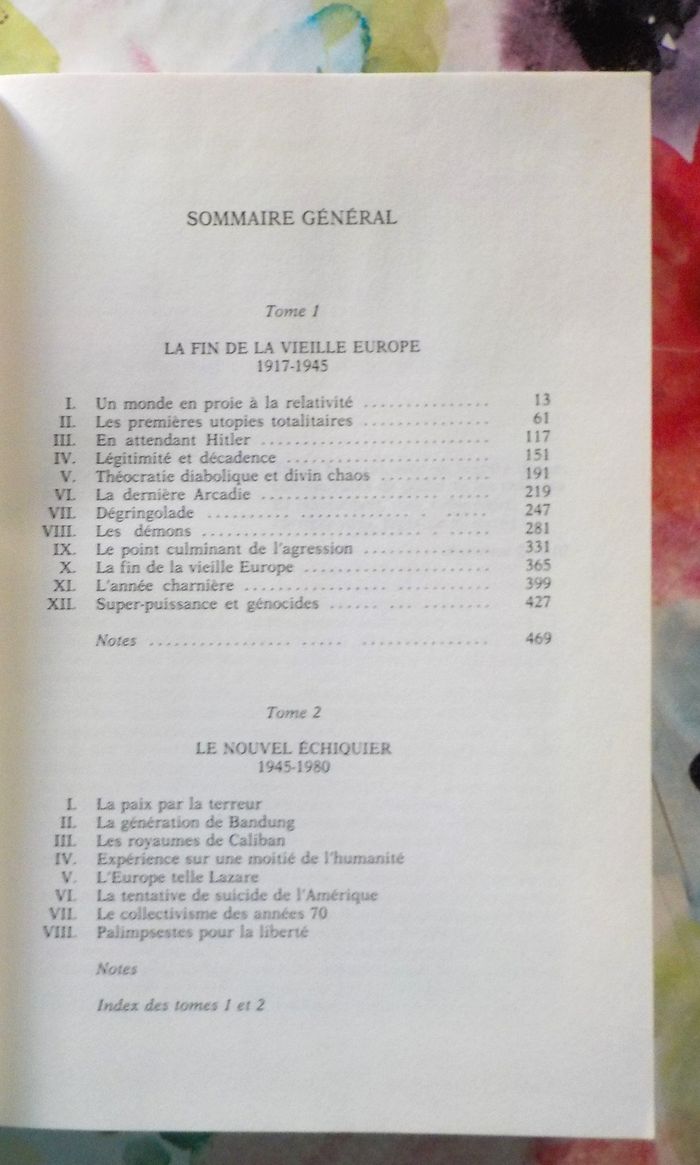 SOMMAIRE GÉNÉRAL
Tome 1
LA FIN DE LA VIEILLE EUROPE
1917-1945
I. Un monde en proie à la relativité ................ 13
II. Les premières utopies totalitaires ................. 61
III. En attendant Hitler ............................. 117
IV. Légitimité et décadence ........................... 151
V. Théocratie diabolique et divin chaos ........ ..... 191
VI. La dernière Arcadie ...................... ..... 219
VII. Dégringolade .......... ............. . ..... 247
VIII. Les démons ......................... . ..... 281
IX. Le point culminant de l'agression ................ 331
X. La fin de la vieille Europe ........................ 365
XI. L'année charnière .................. ........ 399
XII. Super-puissance et génocides ...... ... ........ 427
Notes .................. ..... ................ 469
Tome 2
LE NOUVEL ÉCHIQUIER
1945-1980
I. La paix par la terreur
II. La génération de Bandung
III. Les royaumes de Caliban
IV. Expérience sur une moitié de l'humanité
V. L'Europe telle Lazare
VI. La tentative de suicide de l'Amérique
VII. Le collectivisme des années 70
VIII. Palimpsestes pour la liberté
Notes
Index des tomes 1 et 2